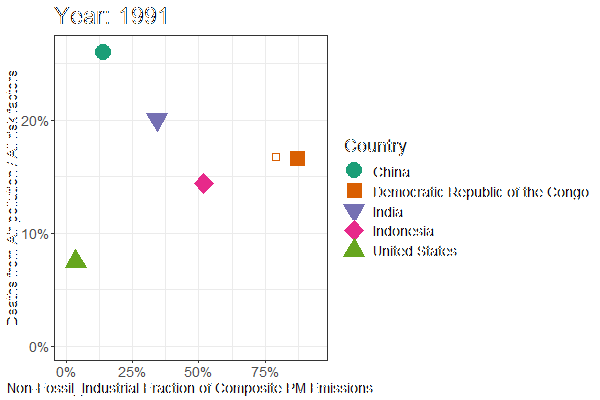 Year: 1991
Deaths from Air pollution / All risk factors
20%
10%
0%
0%
25%
50%
75%
Non-Fossil_Industrial Fraction of Composite PM Emissions
Country
China
Democratic Republic of the Congo
India
Indonesia
United States